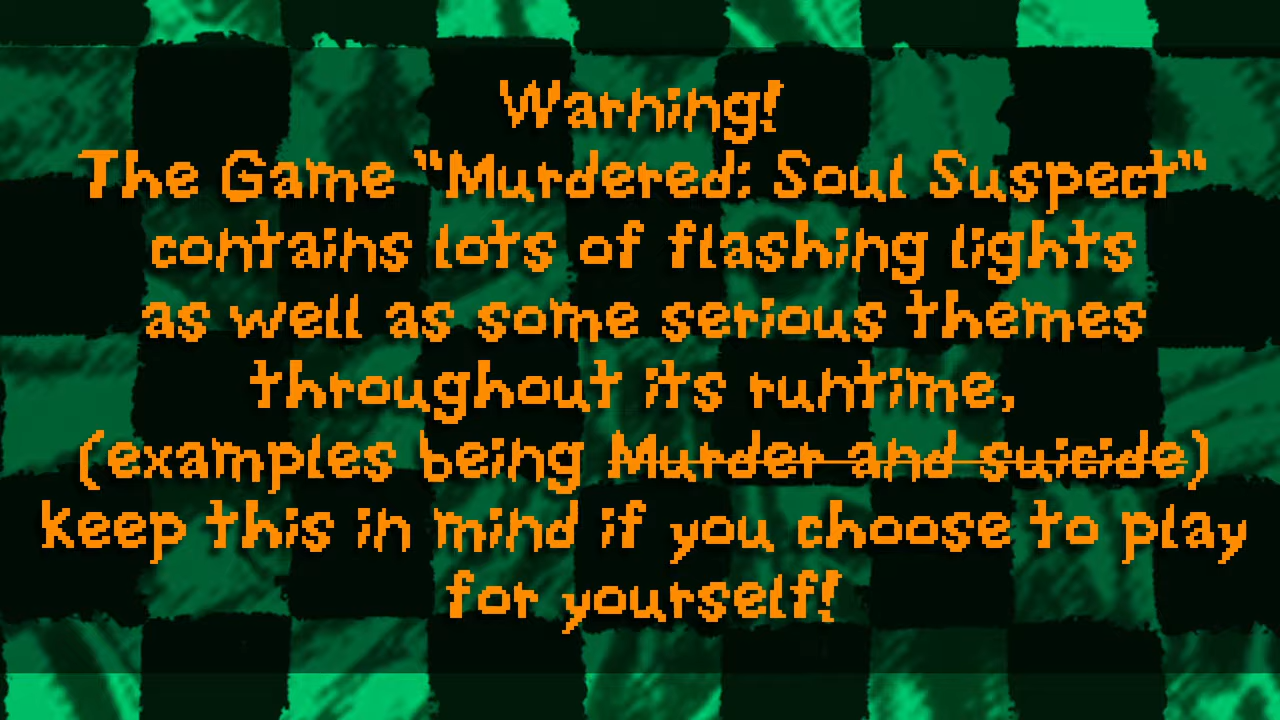 Warning!
The Game "Murdered: Soul Suspect"
contains lots of flashing lights
as well as some serious themes
throughout its runtime,
(examples being Murder and suicide)
keep this in mind if you choose to play
for yourself!